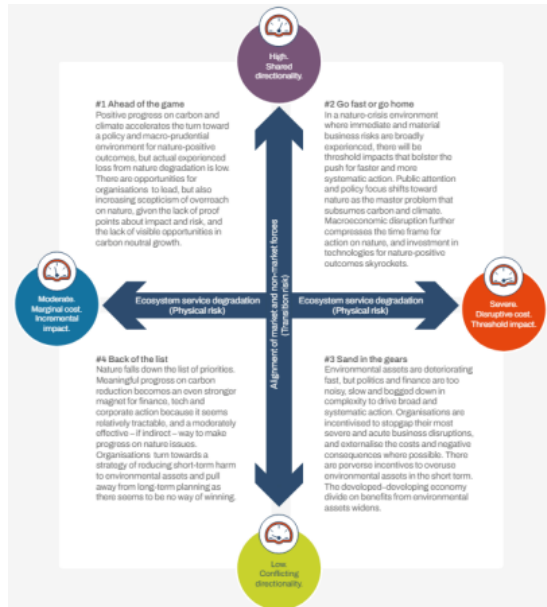 High.
Shared
directionality.
#1 Ahead of the game
Positive progress on carbon and
climate accelerates the turn toward
a policy and macro-prudential
environment for nature-positive
outcomes, but actual experienced
loss from nature degradation is low.
There are opportunities for
organisations to lead, but also
increasing scepticism of overreach
on nature, given the lack of proof
points about impact and risk, and
the lack of visible opportunities in
carbon neutral growth.
#2 Go fast or go home
In a nature-crisis environment
where immediate and material
business risks are broadly
experienced, there will be
threshold impacts that bolster the
push for faster and more
systematic action. Public attention
and policy focus shifts toward
nature as the master problem that
subsumes carbon and climate.
Macroeconomic disruption further
compresses the time frame for
action on nature, and investment in
technologies for nature-positive
outcomes skyrockets.
Moderate.
Marginal cost.
Incremental
impact.
Ecosystem service degradation
(Physical risk)
Alignment of market and non-market forces
(Transition risk)
Ecosystem service degradation
(Physical risk)
Severe.
Disruptive cost.
Threshold impact.
#4 Back of the list
Nature falls down the list of priorities.
Meaningful progress on carbon
reduction becomes an even stronger
magnet for finance, tech and
corporate action because it seems
relatively tractable, and a moderately
effective – if indirect – way to make
progress on nature issues.
Organisations turn towards a
strategy of reducing short-term harm
to environmental assets and pull
away from long-term planning as
there seems to be no way of winning.
#3 Sand in the gears
Environmental assets are deteriorating
fast, but politics and finance are too
noisy, slow and bogged down in
complexity to drive broad and
systematic action. Organisations are
incentivised to stopgap their most
severe and acute business disruptions,
and externalise the costs and negative
consequences where possible. There
are perverse incentives to overuse
environmental assets in the short term.
The developed–developing economy
divide on benefits from environmental
assets widens.
Low.
Conflicting
directionality.